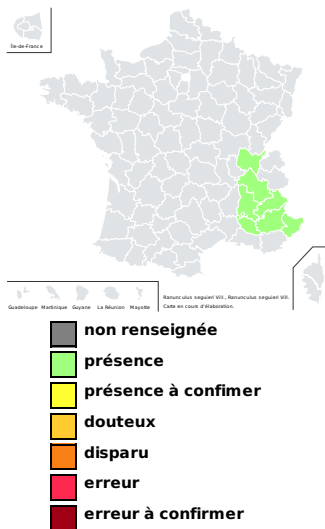 Île-de-France
Guadeloupe Martinique Guyane La Réunion Mayotte
Ranunculus seguieri Vill., Ranunculus seguieri Vill.
Carte en cours d'élaboration.
non renseignée
présence
présence à confimer
douteux
disparu
erreur
erreur à confirmer